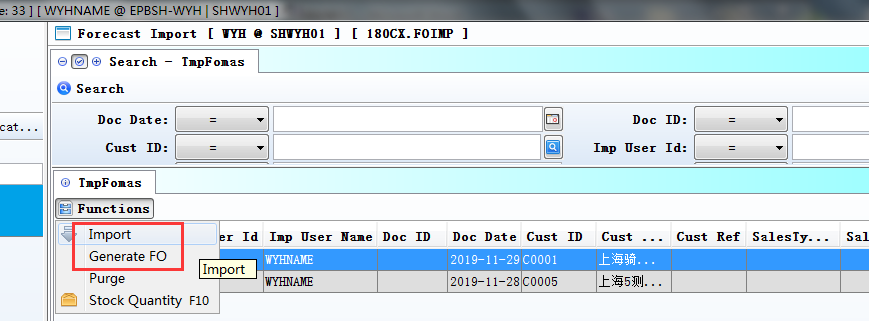 e: 33 ] [ WYHNAME @ EPBSH-WYH | SHWYH01 ]
Forecast Import [ WYH @ SHWYH01 ] [ 180CX.FOIMP ]
Search - TmpFomas
Search
cat...
Doc Date: = Doc ID: =
Cust ID: = Imp User Id: =
TmpFomas
Functions
er Id Imp User Name Doc ID Doc Date Cust ID Cust ... Cust Ref SalesTy... Sal
Import
WYHNAME 2019-11-29 C0001 上海骑...
Generate FO
Import
WYHNAME 2019-11-28 C0005 上海5测...
Purge
Stock Quantity F10